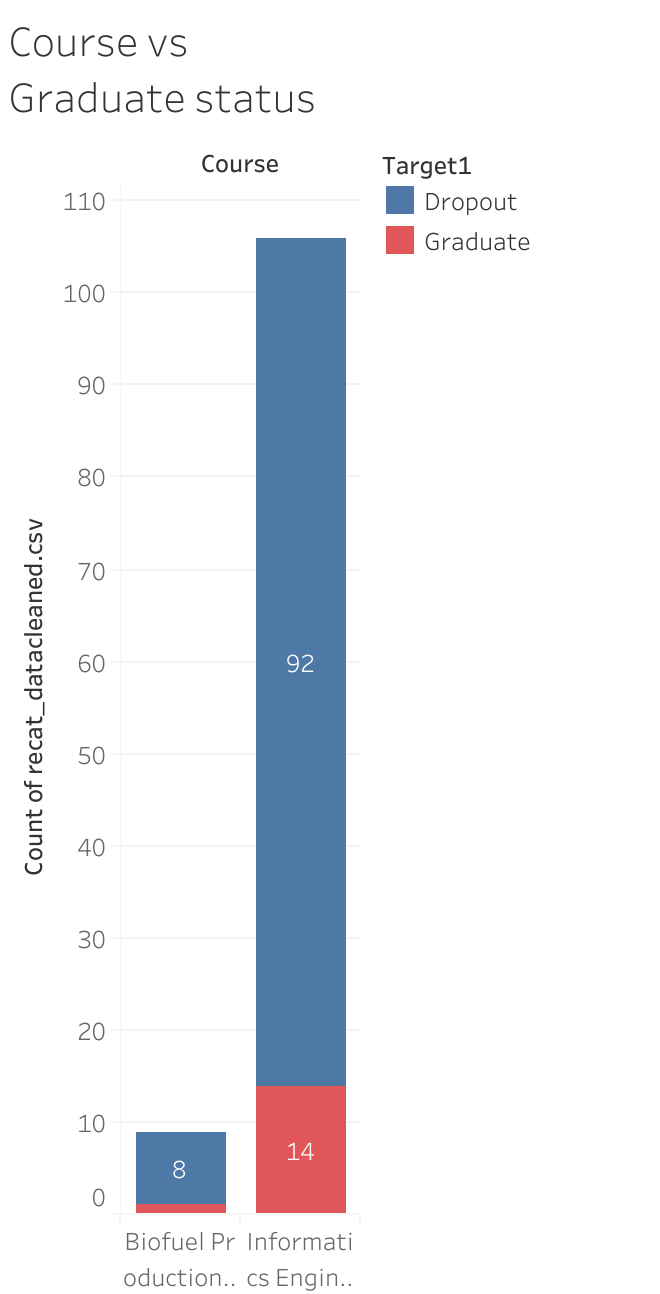 Course vs
Graduate status
Course
Target1
Dropout
Graduate
110
100
90
80
70
60
50
40
30
20
10
0
Count of recat_datacleaned.csv
92
8
14
Biofuel Pr
oduction..
Informati
cs Engin..